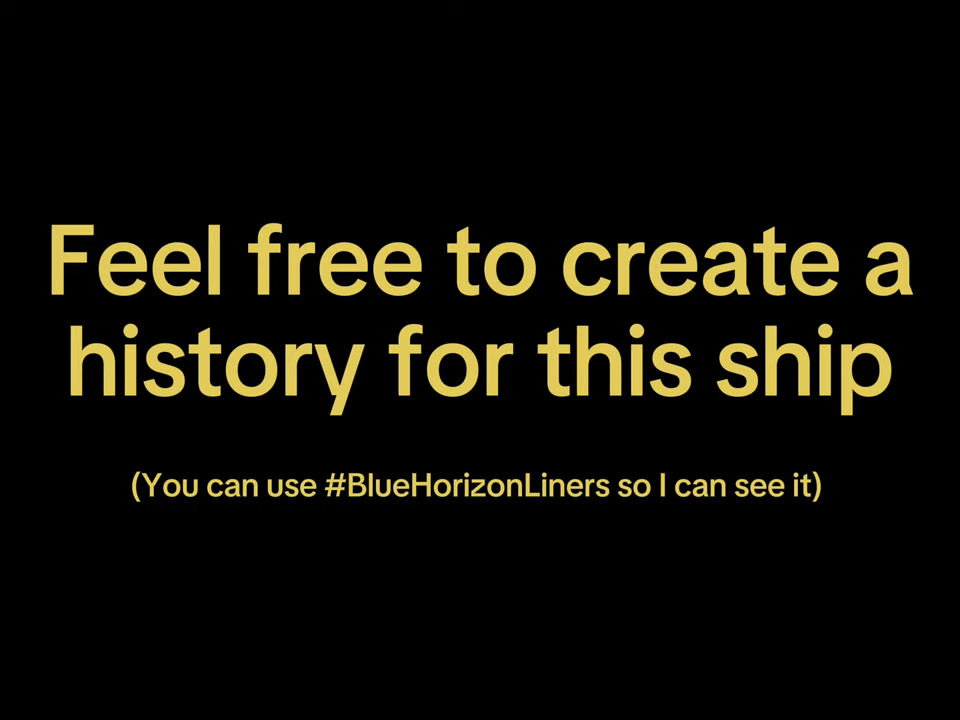 Feel free to create a
history for this ship
(You can use #BlueHorizonLiners so I can see it)